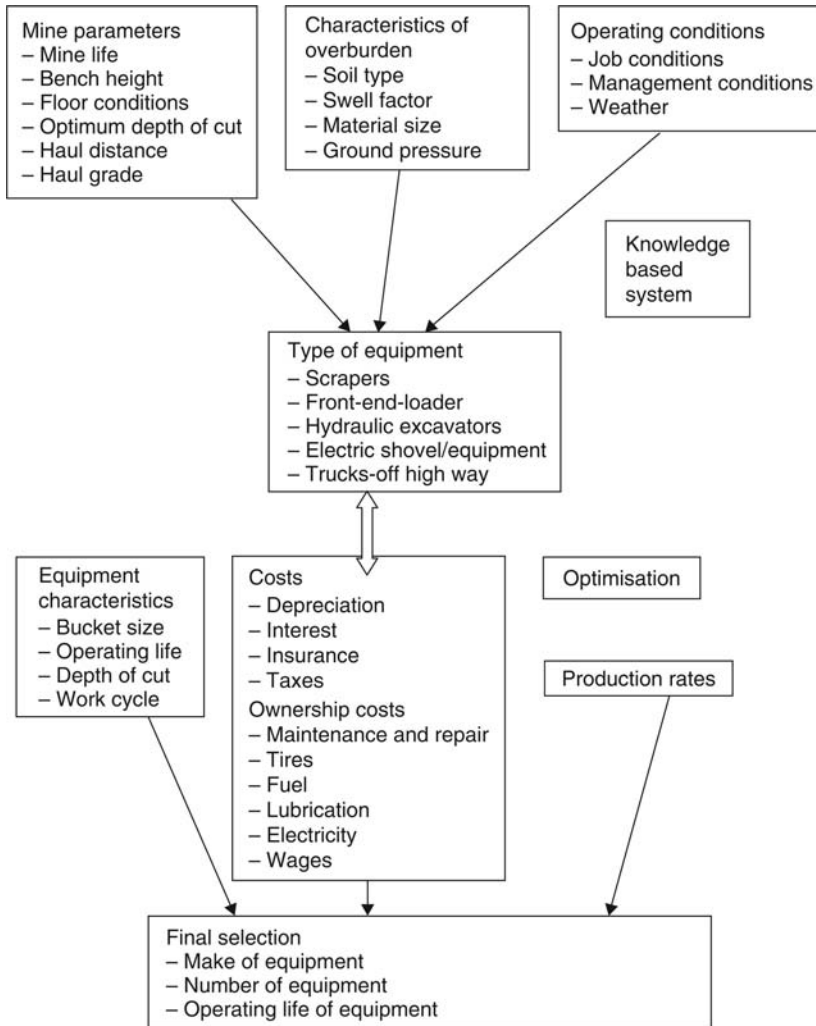 Mine parameters
– Mine life
– Bench height
– Floor conditions
– Optimum depth of cut
– Haul distance
– Haul grade
Characteristics of
overburden
– Soil type
– Swell factor
– Material size
– Ground pressure
Operating conditions
– Job conditions
– Management conditions
– Weather
Knowledge
based
system
Type of equipment
– Scrapers
– Front-end-loader
– Hydraulic excavators
– Electric shovel/equipment
– Trucks-off high way
Equipment
characteristics
– Bucket size
– Operating life
– Depth of cut
– Work cycle
Costs
– Depreciation
– Interest
– Insurance
– Taxes
Ownership costs
– Maintenance and repair
– Tires
– Fuel
– Lubrication
– Electricity
– Wages
Optimisation
Production rates
Final selection
– Make of equipment
– Number of equipment
– Operating life of equipment